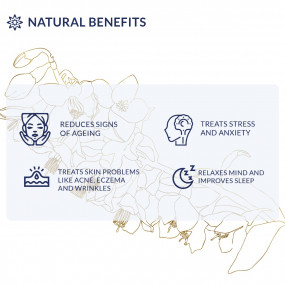 NATURAL BENEFITS
REDUCES SIGNS
OF AGEING
TREATS STRESS
AND ANXIETY
TREATS SKIN PROBLEMS
LIKE ACNE, ECZEMA
AND WRINKLES
Z Z Z
RELAXES MIND AND
IMPROVES SLEEP